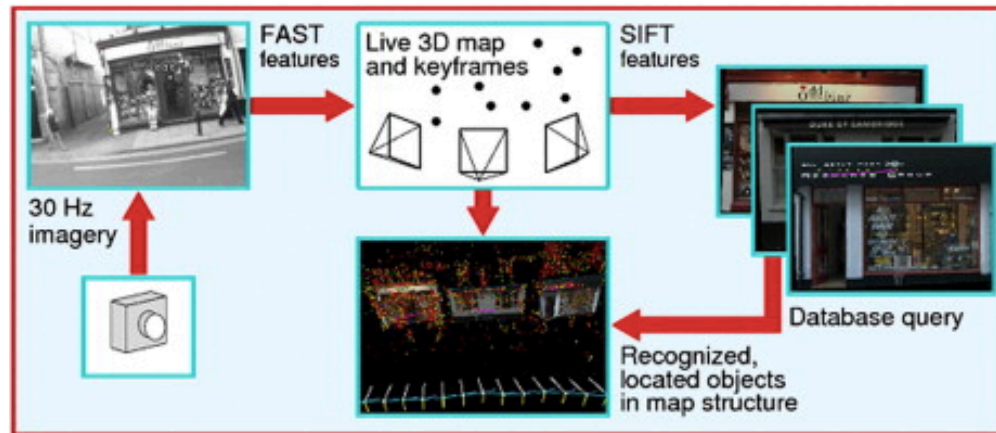 FAST
features
Live 3D map
and keyframes
SIFT
features
DUKE OF CAMBRIDGE
30 Hz
imagery
Database query
Recognized,
located objects
in map structure